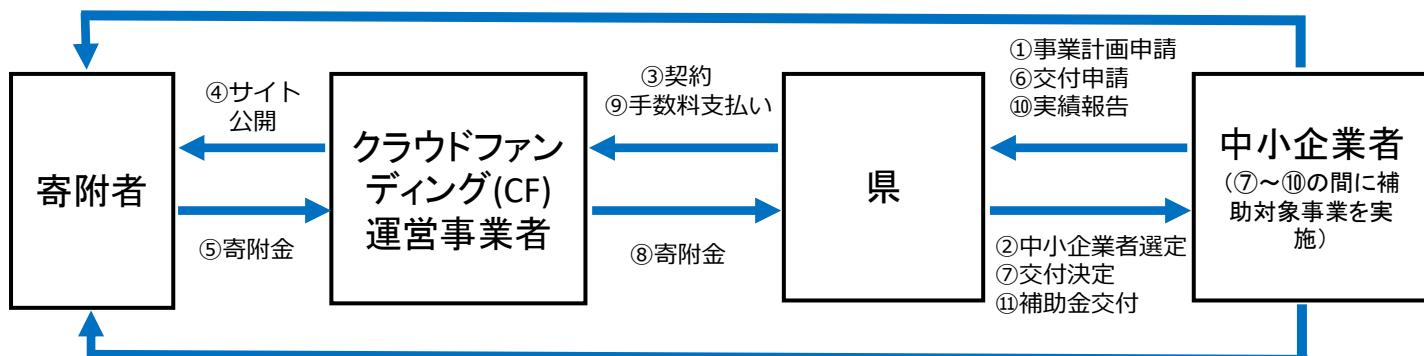 寄附者
④サイト
公開
⑤寄附金
クラウドファン
ディング(CF)
運営事業者
③契約
⑨手数料支払い
⑧寄附金
県
①事業計画申請
⑥交付申請
⑩実績報告
②中小企業者選定
⑦交付決定
⑪補助金交付
中小企業者
（⑦～⑩の間に補
助対象事業を実
施）